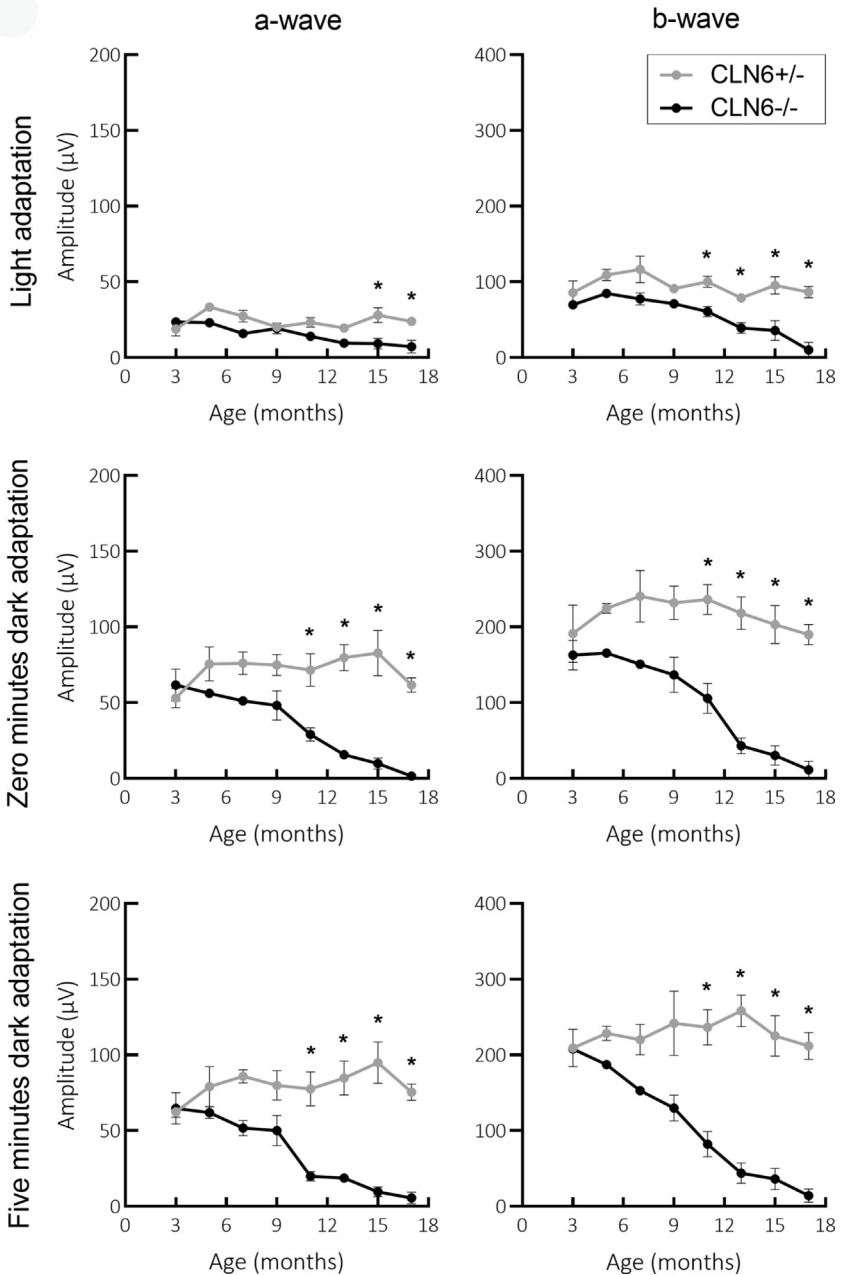 a-wave
b-wave
CLN6+/-
CLN6-/-
Light adaptation
Amplitude (µV)
200
150
100
50
0
* *
0 3 6 9 12 15 18
Age (months)
400
300
200
100
0
* * * *
0 3 6 9 12 15 18
Age (months)
Zero minutes dark adaptation
Amplitude (µV)
200
150
100
50
0
* * * *
0 3 6 9 12 15 18
Age (months)
400
300
200
100
0
* * * *
0 3 6 9 12 15 18
Age (months)
Five minutes dark adaptation
Amplitude (µV)
200
150
100
50
0
* * * *
0 3 6 9 12 15 18
Age (months)
400
300
200
100
0
* * * *
0 3 6 9 12 15 18
Age (months)